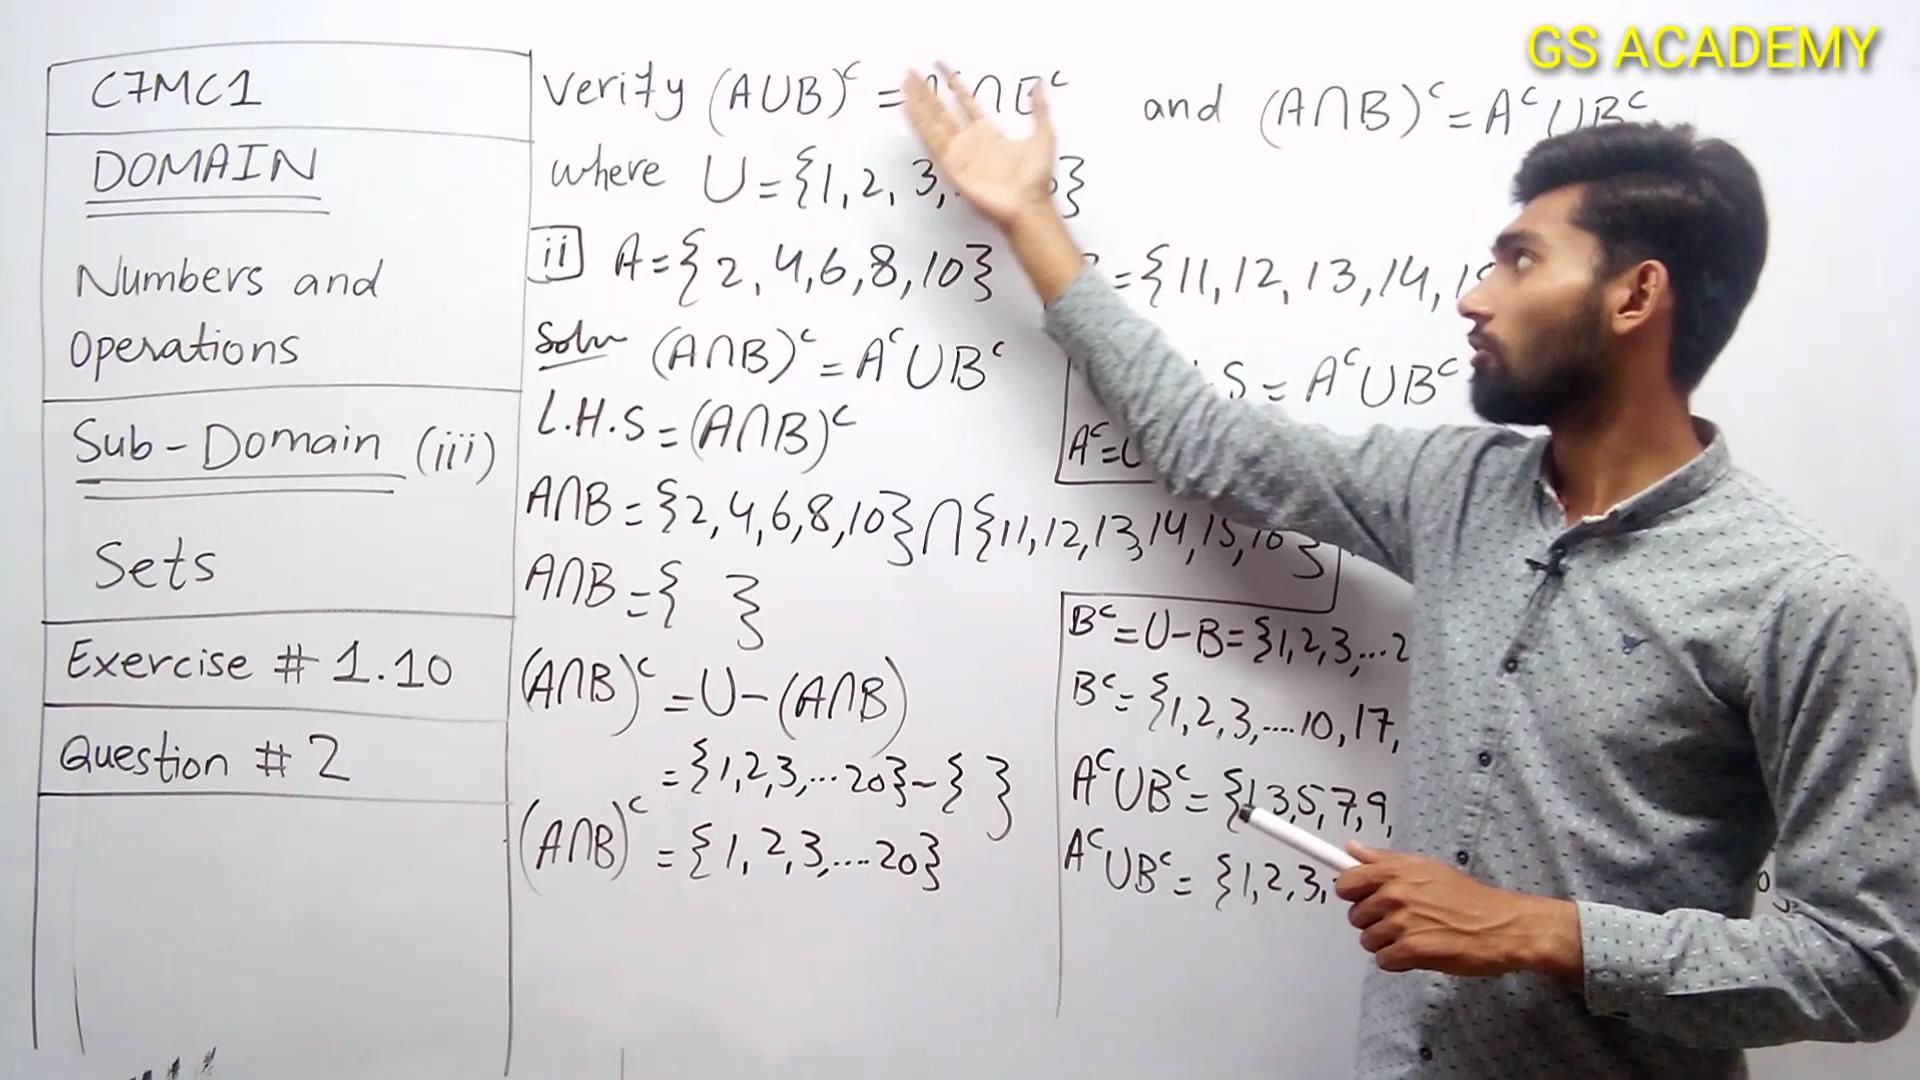 GS ACADEMY
C7MC1
DOMAIN
Numbers and
Operations
Sub-Domain (iii)
Sets
Exercise # 1.10
Question # 2
Verify (A∪B)ᶜ = Aᶜ∩Bᶜ and (A∩B)ᶜ = Aᶜ∪Bᶜ
where U = {1, 2, 3, }
ii A = {2, 4, 6, 8, 10} = {11, 12, 13, 14,
Soln (A∩B)ᶜ = Aᶜ∪Bᶜ
L.H.S = (A∩B)ᶜ
A∩B = {2, 4, 6, 8, 10} ∩ {11, 12, 13, 14, 15, 16}
A∩B = { }
(A∩B)ᶜ = U - (A∩B)
= {1, 2, 3, ... 20} - { }
(A∩B)ᶜ = {1, 2, 3, .... 20}
.S = Aᶜ∪Bᶜ
Aᶜ = U
Bᶜ = U - B = {1, 2, 3, ... 2
Bᶜ = {1, 2, 3, .... 10, 17,
Aᶜ∪Bᶜ = {1 3, 5, 7, 9,
Aᶜ∪Bᶜ = {1, 2, 3,